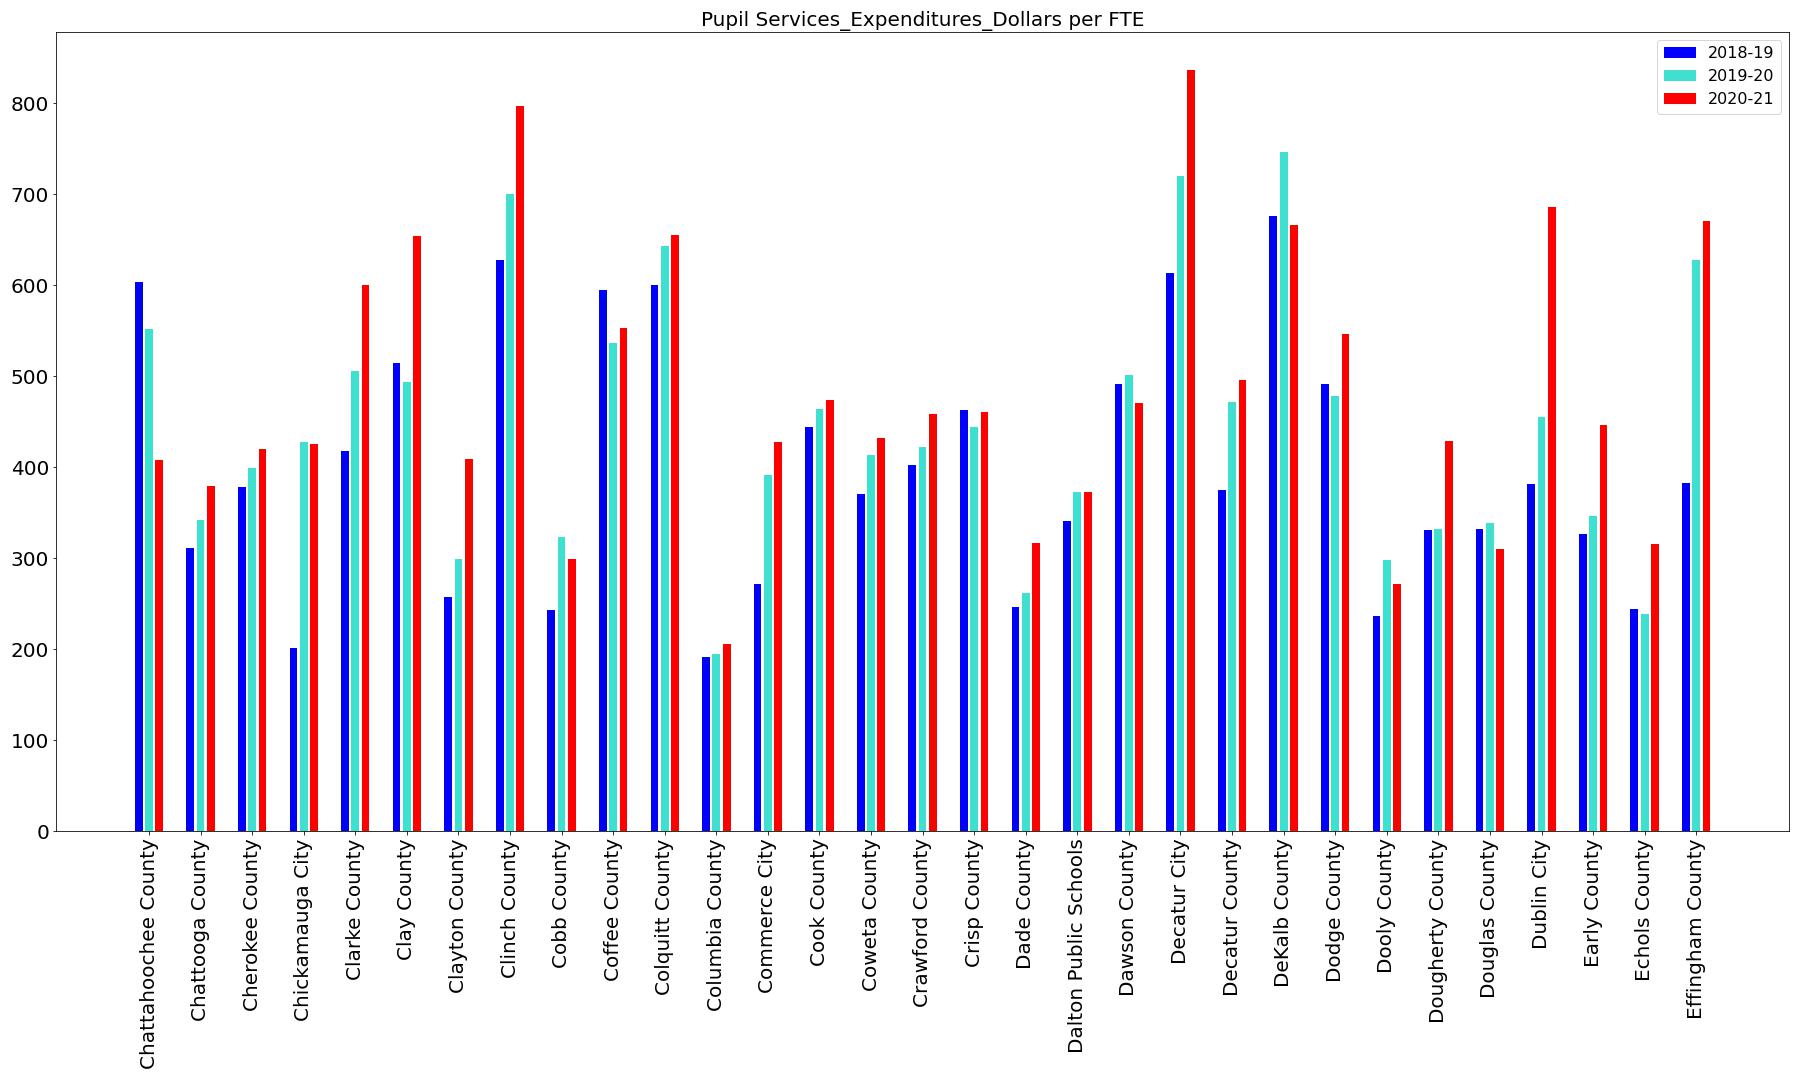 Pupil Services_Expenditures_Dollars per FTE
2018-19
2019-20
2020-21
800
700
600
500
400
300
200
100
0
Chattahoochee County
Chattooga County
Cherokee County
Chickamauga City
Clarke County
Clay County
Clayton County
Clinch County
Cobb County
Coffee County
Colquitt County
Columbia County
Commerce City
Cook County
Coweta County
Crawford County
Crisp County
Dade County
Dalton Public Schools
Dawson County
Decatur City
Decatur County
DeKalb County
Dodge County
Dooly County
Dougherty County
Douglas County
Dublin City
Early County
Echols County
Effingham County